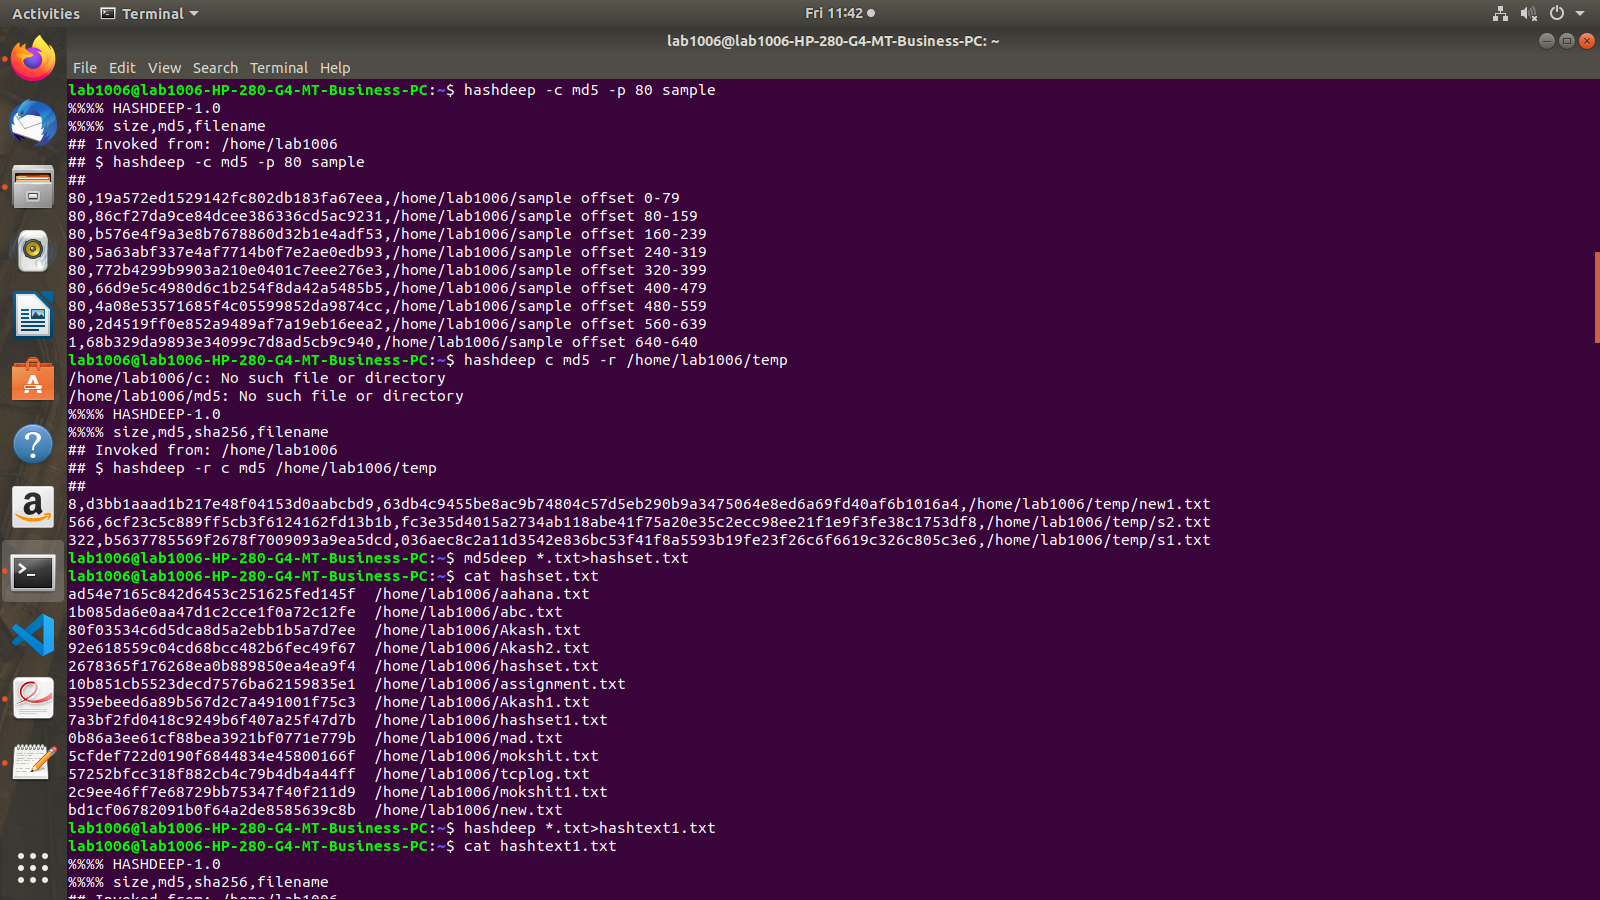 Activities
Terminal
Fri 11:42
lab1006@lab1006-HP-280-G4-MT-Business-PC: ~
File Edit View Search Terminal Help
lab1006@lab1006-HP-280-G4-MT-Business-PC:~$ hashdeep -c md5 -p 80 sample
%%%% HASHDEEP-1.0
%%%% size,md5,filename
## Invoked from: /home/lab1006
## $ hashdeep -c md5 -p 80 sample
##
80,19a572ed1529142fc802db183fa67eea,/home/lab1006/sample offset 0-79
80,86cf27da9ce84dcee386336cd5ac9231,/home/lab1006/sample offset 80-159
80,b576e4f9a3e8b7678860d32b1e4adf53,/home/lab1006/sample offset 160-239
80,5a63abf337e4af7714b0f7e2ae0edb93,/home/lab1006/sample offset 240-319
80,772b4299b9903a210e0401c7eee276e3,/home/lab1006/sample offset 320-399
80,66d9e5c4980d6c1b254f8da42a5485b5,/home/lab1006/sample offset 400-479
80,4a08e53571685f4c05599852da9874cc,/home/lab1006/sample offset 480-559
80,2d4519ff0e852a9489af7a19eb16eea2,/home/lab1006/sample offset 560-639
1,68b329da9893e34099c7d8ad5cb9c940,/home/lab1006/sample offset 640-640
lab1006@lab1006-HP-280-G4-MT-Business-PC:~$ hashdeep c md5 -r /home/lab1006/temp
/home/lab1006/c: No such file or directory
/home/lab1006/md5: No such file or directory
%%%% HASHDEEP-1.0
%%%% size,md5,sha256,filename
## Invoked from: /home/lab1006
## $ hashdeep -r c md5 /home/lab1006/temp
##
8,d3bb1aaad1b217e48f04153d0aabcbd9,63db4c9455be8ac9b74804c57d5eb290b9a3475064e8ed6a69fd40af6b1016a4,/home/lab1006/temp/new1.txt
566,6cf23c5c889ff5cb3f6124162fd13b1b,fc3e35d4015a2734ab118abe41f75a20e35c2ecc98ee21f1e9f3fe38c1753df8,/home/lab1006/temp/s2.txt
322,b5637785569f2678f7009093a9ea5dcd,036aec8c2a11d3542e836bc53f41f8a5593b19fe23f26c6f6619c326c805c3e6,/home/lab1006/temp/s1.txt
lab1006@lab1006-HP-280-G4-MT-Business-PC:~$ md5deep *.txt>hashset.txt
lab1006@lab1006-HP-280-G4-MT-Business-PC:~$ cat hashset.txt
ad54e7165c842d6453c251625fed145f  /home/lab1006/aahana.txt
1b085da6e0aa47d1c2cce1f0a72c12fe  /home/lab1006/abc.txt
80f03534c6d5dca8d5a2ebb1b5a7d7ee  /home/lab1006/Akash.txt
92e618559c04cd68bcc482b6fec49f67  /home/lab1006/Akash2.txt
2678365f176268ea0b889850ea4ea9f4  /home/lab1006/hashset.txt
10b851cb5523decd7576ba62159835e1  /home/lab1006/assignment.txt
359ebeed6a89b567d2c7a491001f75c3  /home/lab1006/Akash1.txt
7a3bf2fd0418c9249b6f407a25f47d7b  /home/lab1006/hashset1.txt
0b86a3ee61cf88bea3921bf0771e779b  /home/lab1006/mad.txt
5cfdef722d0190f6844834e45800166f  /home/lab1006/mokshit.txt
57252bfcc318f882cb4c79b4db4a44ff  /home/lab1006/tcplog.txt
2c9ee46ff7e68729bb75347f40f211d9  /home/lab1006/mokshit1.txt
bd1cf06782091b0f64a2de8585639c8b  /home/lab1006/new.txt
lab1006@lab1006-HP-280-G4-MT-Business-PC:~$ hashdeep *.txt>hashtext1.txt
lab1006@lab1006-HP-280-G4-MT-Business-PC:~$ cat hashtext1.txt
%%%% HASHDEEP-1.0
%%%% size,md5,sha256,filename
## Invoked from: /home/lab1006